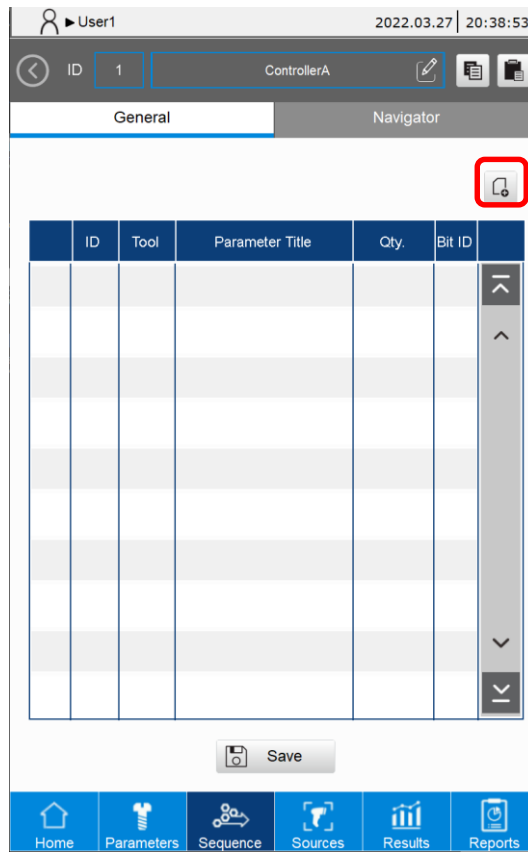 ►User1 2022.03.27 20:38:53
ID 1 ControllerA
General Navigator
ID Tool Parameter Title Qty. Bit ID
Save
Home Parameters Sequence Sources Results Reports